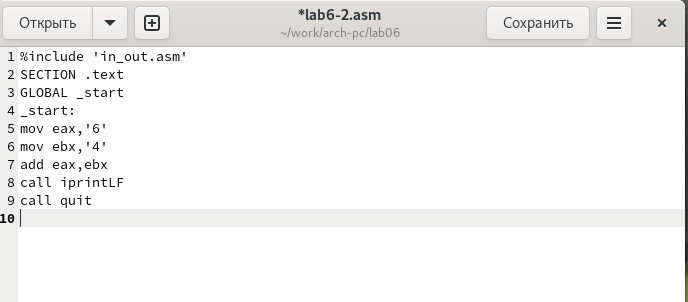 Открыть
*lab6-2.asm
~/work/arch-pc/lab06
Сохранить
1 %include 'in_out.asm'
2 SECTION .text
3 GLOBAL _start
4 _start:
5 mov eax,'6'
6 mov ebx,'4'
7 add eax,ebx
8 call iprintLF
9 call quit
10